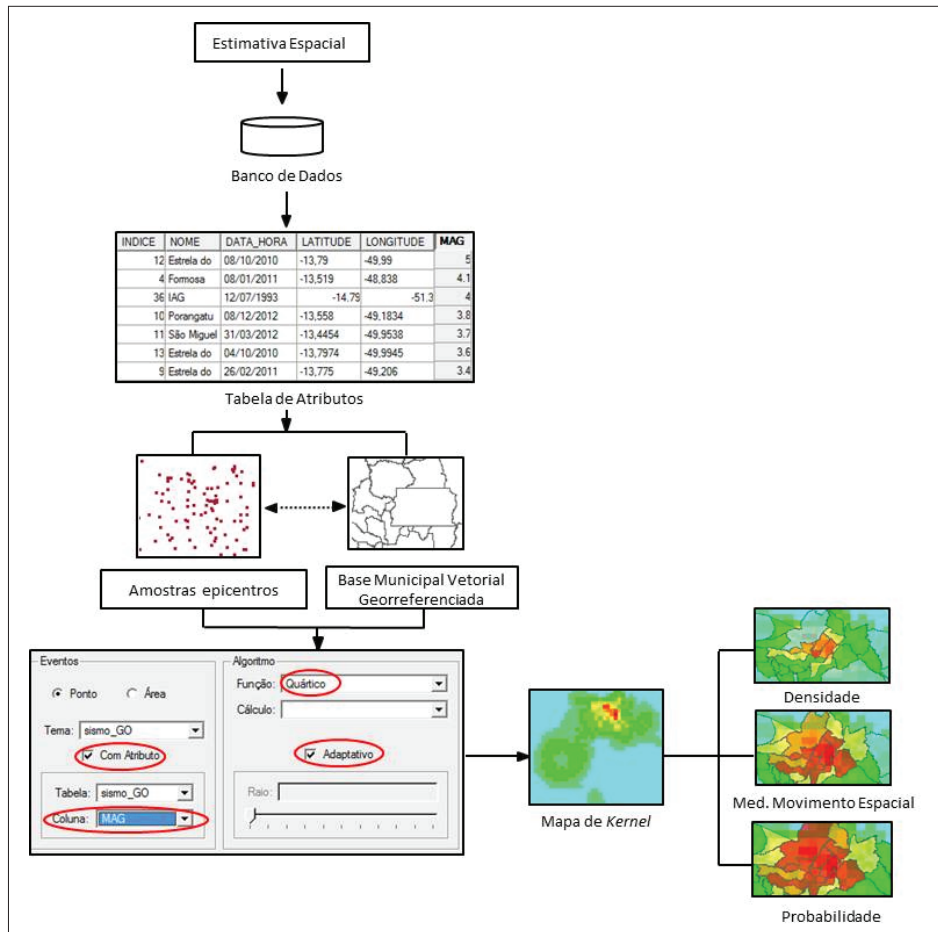 Estimativa Espacial
Banco de Dados
INDICE NOME DATA_HORA LATITUDE LONGITUDE MAG
12 Estrela do 08/10/2010 -13,79 -49,99 5
4 Formosa 08/01/2011 -13,519 -48,838 4.1
36 IAG 12/07/1993 -14.79 -51.3 4
10 Porangatu 08/12/2012 -13,558 -49,1834 3.8
11 São Miguel 31/03/2012 -13,4454 -49,9538 3.7
13 Estrela do 04/10/2010 -13,7974 -49,9945 3.6
9 Estrela do 26/02/2011 -13,775 -49,206 3.4
Tabela de Atributos
Amostras epicentros
Base Municipal Vetorial
Georreferenciada
Eventos
Ponto Área
Tema: sismo_GO
Com Atributo
Tabela: sismo_GO
Coluna: MAG
Algoritmo
Função: Quártico
Cálculo:
Adaptativo
Raio:
Mapa de Kernel
Densidade
Med. Movimento Espacial
Probabilidade